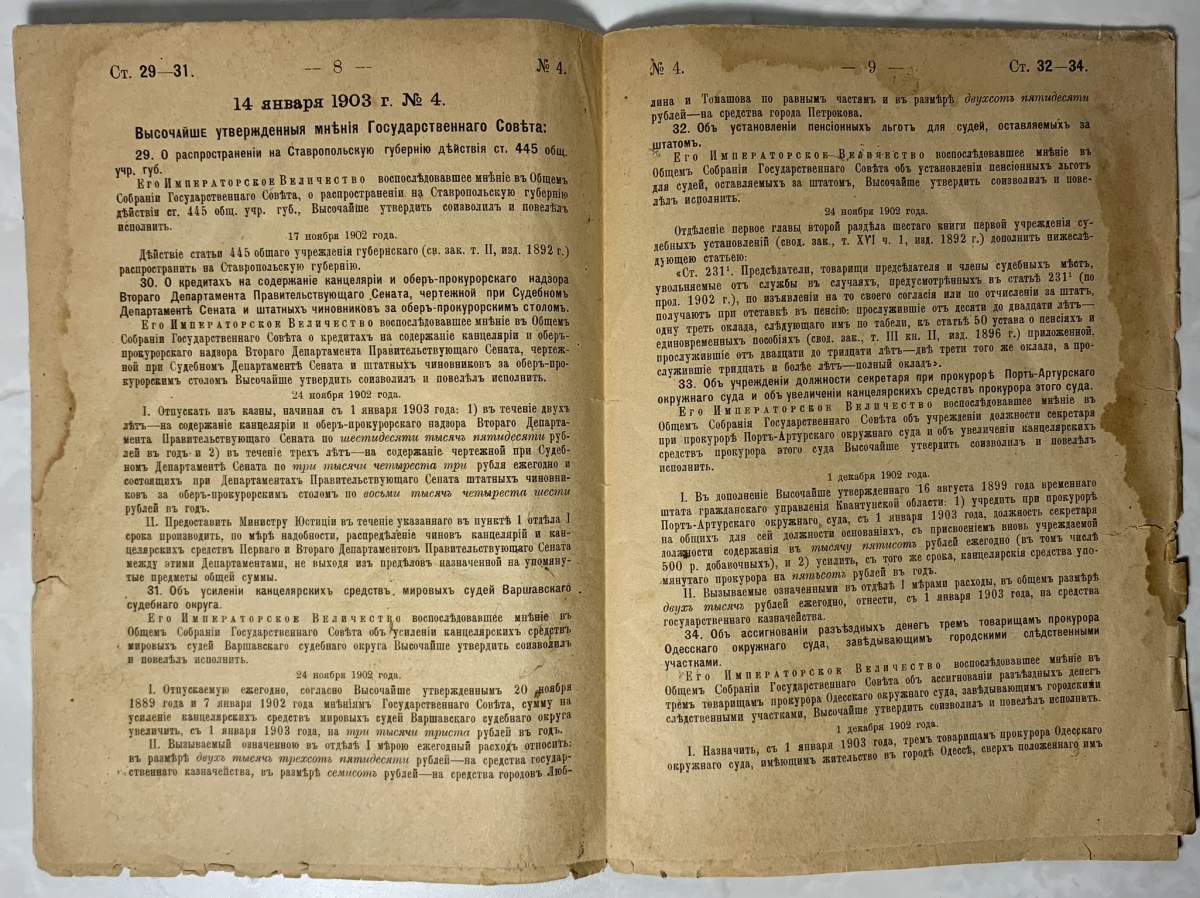 Ст. 29—31.
— 8 —
№ 4.
14 января 1903 г. № 4.
Высочайше утвержденныя мнѣнія Государственнаго Совѣта:
29. О распространеніи на Ставропольскую губернію дѣйствія ст. 445 общ.
учр. губ.
Его Императорское Величество воспослѣдовавшее мнѣніе въ Общемъ
Собраніи Государственнаго Совѣта, о распространеніи на Ставропольскую губернію
дѣйствія ст. 445 общ. учр. губ., Высочайше утвердить соизволилъ и повелѣлъ
исполнить.
17 ноября 1902 года.
Дѣйствіе статьи 445 общаго учрежденія губернскаго (св. зак. т. II, изд. 1892 г.)
распространить на Ставропольскую губернію.
30. О кредитахъ на содержаніе канцеляріи и оберъ-прокурорскаго надзора
Втораго Департамента Правительствующаго Сената, чертежной при Судебномъ
Департаментѣ Сената и штатныхъ чиновниковъ за оберъ-прокурорскимъ столомъ.
Его Императорское Величество воспослѣдовавшее мнѣніе въ Общемъ
Собраніи Государственнаго Совѣта о кредитахъ на содержаніе канцеляріи и оберъ-
прокурорскаго надзора Втораго Департамента Правительствующаго Сената, чертеж-
ной при Судебномъ Департаментѣ Сената и штатныхъ чиновниковъ за оберъ-про-
курорскимъ столомъ Высочайше утвердить соизволилъ и повелѣлъ исполнить.
24 ноября 1902 года.
I. Отпускать изъ казны, начиная съ 1 января 1903 года: 1) въ теченіе двухъ
лѣтъ—на содержаніе канцеляріи и оберъ-прокурорскаго надзора Втораго Департа-
мента Правительствующаго Сената по шестидесяти тысячъ пятидесяти руб-
лей въ годъ и 2) въ теченіе трехъ лѣтъ—на содержаніе чертежной при Судеб-
номъ Департаментѣ Сената по три тысячи четыреста три рубля ежегодно и
состоящихъ при Департаментахъ Правительствующаго Сената штатныхъ чиновни-
ковъ за оберъ-прокурорскимъ столомъ по восьми тысячъ четыреста шести
рублей въ годъ.
II. Предоставить Министру Юстиціи въ теченіе указаннаго въ пунктѣ 1 отдѣла I
срока производить, по мѣрѣ надобности, распредѣленіе чиновъ канцелярій и кан-
целярскихъ средствъ Перваго и Втораго Департаментовъ Правительствующаго Сената
между этими Департаментами, не выходя изъ предѣловъ назначенной на упомяну-
тые предметы общей суммы.
31. Объ усиленіи канцелярскихъ средствъ мировыхъ судей Варшавскаго
судебнаго округа.
Его Императорское Величество воспослѣдовавшее мнѣніе въ
Общемъ Собраніи Государственнаго Совѣта объ усиленіи канцелярскихъ средствъ
мировыхъ судей Варшавскаго судебнаго округа Высочайше утвердить соизволилъ
и повелѣлъ исполнить.
24 ноября 1902 года.
I. Отпускаемую ежегодно, согласно Высочайше утвержденнымъ 20 ноября
1889 года и 7 января 1902 года мнѣніямъ Государственнаго Совѣта, сумму на
усиленіе канцелярскихъ средствъ мировыхъ судей Варшавскаго судебнаго округа
увеличить, съ 1 января 1903 года, на три тысячи триста рублей въ годъ.
II. Вызываемый означенною въ отдѣлѣ I мѣрою ежегодный расходъ относить:
въ размѣрѣ двухъ тысячъ трехсотъ пятидесяти рублей—на средства государ-
ственнаго казначейства, въ размѣрѣ семисотъ рублей—на средства городовъ Люб-
№ 4.
— 9 —
Ст. 32—34.
лина и Томашова по равнымъ частямъ и въ размѣрѣ двухсотъ пятидесяти
рублей—на средства города Петрокова.
32. Объ установленіи пенсіонныхъ льготъ для судей, оставляемыхъ за
штатомъ.
Его Императорское Величество воспослѣдовавшее мнѣніе въ
Общемъ Собраніи Государственнаго Совѣта объ установленіи пенсіонныхъ льготъ
для судей, оставляемыхъ за штатомъ, Высочайше утвердить соизволилъ и пове-
лѣлъ исполнить.
24 ноября 1902 года.
Отдѣленіе первое главы второй раздѣла шестаго книги первой учрежденія су-
дебныхъ установленій (свод. зак., т. XVI ч. 1, изд. 1892 г.) дополнить нижеслѣ-
дующею статьею:
«Ст. 231¹. Предсѣдатели, товарищи предсѣдателя и члены судебныхъ мѣстъ,
увольняемые отъ службы въ случаяхъ, предусмотрѣнныхъ въ статьѣ 231¹ (по
прод. 1902 г.), по изъявленіи на то своего согласія или по отчисленіи за штатъ,
получаютъ при отставкѣ въ пенсію: прослужившіе отъ десяти до двадцати лѣтъ—
одну треть оклада, слѣдующаго имъ по табели, къ статьѣ 50 устава о пенсіяхъ и
единовременныхъ пособіяхъ (свод. зак., т. III кн. II, изд. 1896 г.) приложенной,
прослужившіе отъ двадцати до тридцати лѣтъ—двѣ трети того же оклада, а про-
служившіе тридцать и болѣе лѣтъ—полный окладъ».
33. Объ учрежденіи должности секретаря при прокурорѣ Портъ-Артурскаго
окружнаго суда и объ увеличеніи канцелярскихъ средствъ прокурора этого суда.
Его Императорское Величество воспослѣдовавшее мнѣніе въ
Общемъ Собраніи Государственнаго Совѣта объ учрежденіи должности секретаря
при прокурорѣ Портъ-Артурскаго окружнаго суда и объ увеличеніи канцелярскихъ
средствъ прокурора этого суда Высочайше утвердить соизволилъ и повелѣлъ
исполнить.
1 декабря 1902 года.
I. Въ дополненіе Высочайше утвержденнаго 16 августа 1899 года временнаго
штата гражданскаго управленія Квантунской области: 1) учредить при прокурорѣ
Портъ-Артурскаго окружнаго суда, съ 1 января 1903 года, должность секретаря
на общихъ для сей должности основаніяхъ, съ присвоеніемъ вновь учреждаемой
должности содержанія въ тысячу пятисотъ рублей ежегодно (въ томъ числѣ
500 р. добавочныхъ), и 2) усилить, съ того же срока, канцелярскія средства упо-
мянутаго прокурора на пятьсотъ рублей въ годъ.
II. Вызываемые означенными въ отдѣлѣ I мѣрами расходы, въ общемъ размѣрѣ
двухъ тысячъ рублей ежегодно, отнести, съ 1 января 1903 года, на средства
государственнаго казначейства.
34. Объ ассигнованіи разъѣздныхъ денегъ тремъ товарищамъ прокурора
Одесскаго окружнаго суда, завѣдывающимъ городскими слѣдственными
участками.
Его Императорское Величество воспослѣдовавшее мнѣніе въ
Общемъ Собраніи Государственнаго Совѣта объ ассигнованіи разъѣздныхъ денегъ
тремъ товарищамъ прокурора Одесскаго окружнаго суда, завѣдывающимъ городскими
слѣдственными участками, Высочайше утвердить соизволилъ и повелѣлъ исполнить.
1 декабря 1902 года.
I. Назначить, съ 1 января 1903 года, тремъ товарищамъ прокурора Одесскаго
окружнаго суда, имѣющимъ жительство въ городѣ Одессѣ, сверхъ положеннаго имъ